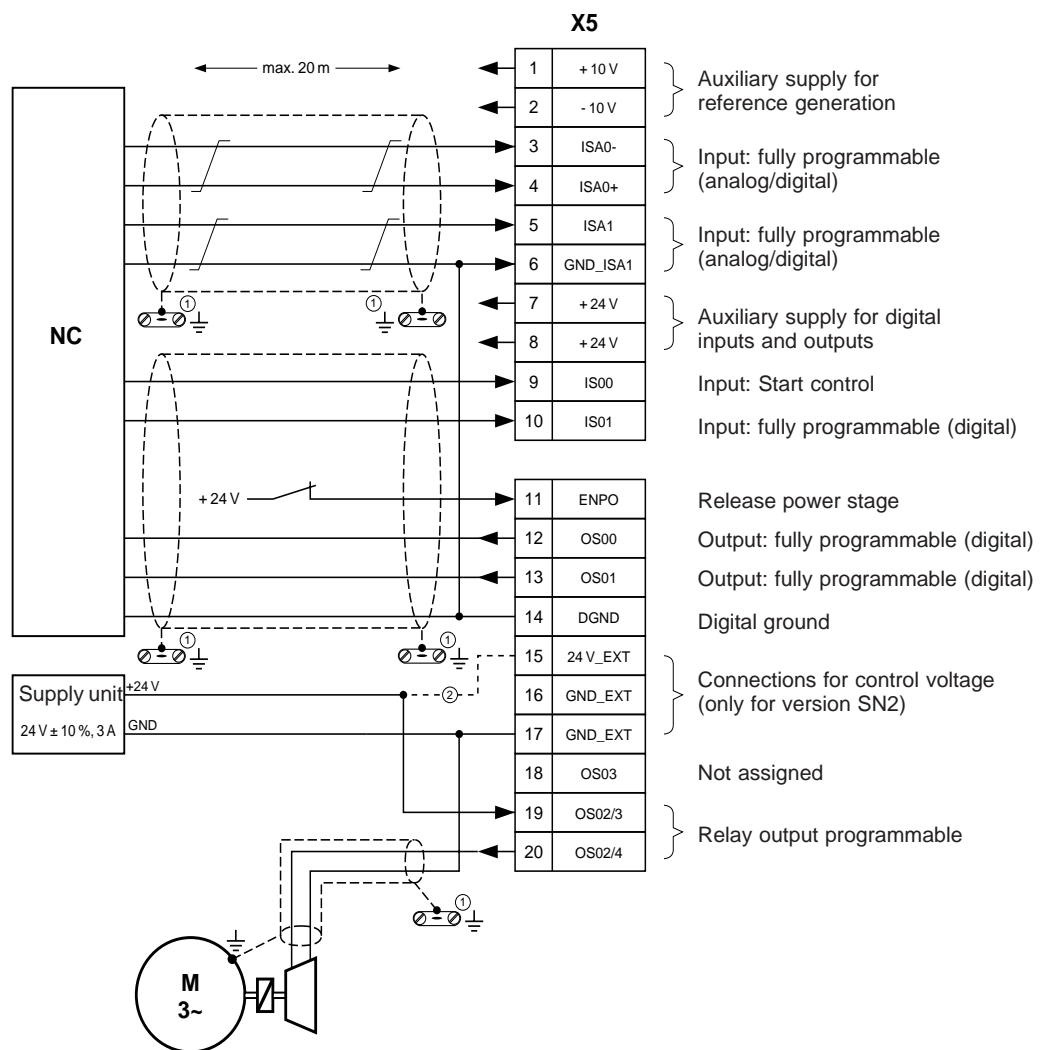 X5
max. 20 m
1 + 10 V
2 - 10 V
Auxiliary supply for
reference generation
3 ISA0-
4 ISA0+
Input: fully programmable
(analog/digital)
5 ISA1
6 GND_ISA1
Input: fully programmable
(analog/digital)
1
1
NC
7 + 24 V
8 + 24 V
Auxiliary supply for digital
inputs and outputs
9 IS00 Input: Start control
10 IS01 Input: fully programmable (digital)
+ 24 V
11 ENPO Release power stage
12 OS00 Output: fully programmable (digital)
13 OS01 Output: fully programmable (digital)
14 DGND Digital ground
1
1
15 24 V_EXT
16 GND_EXT
17 GND_EXT
Connections for control voltage
(only for version SN2)
Supply unit
24 V ± 10 %, 3 A
+24 V
GND
2
18 OS03 Not assigned
19 OS02/3
20 OS02/4
Relay output programmable
1
M
3~